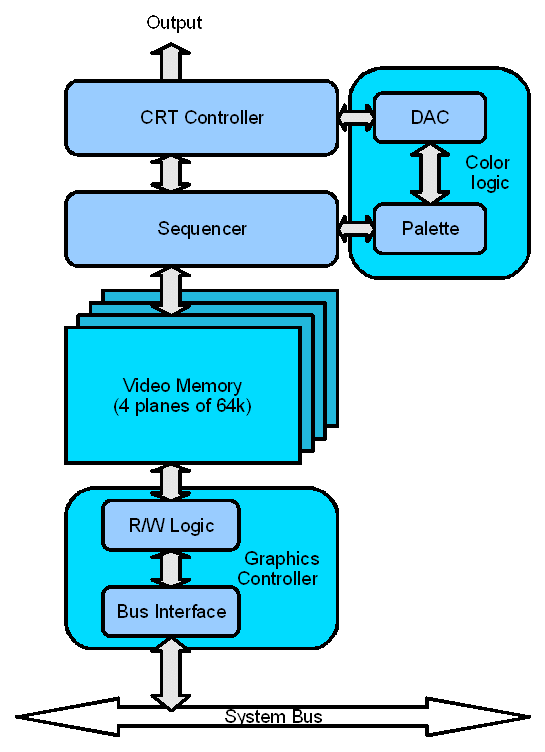 Output
CRT Controller
DAC
Color
logic
Sequencer
Palette
Video Memory
(4 planes of 64k)
R/W Logic
Graphics
Controller
Bus Interface
System Bus